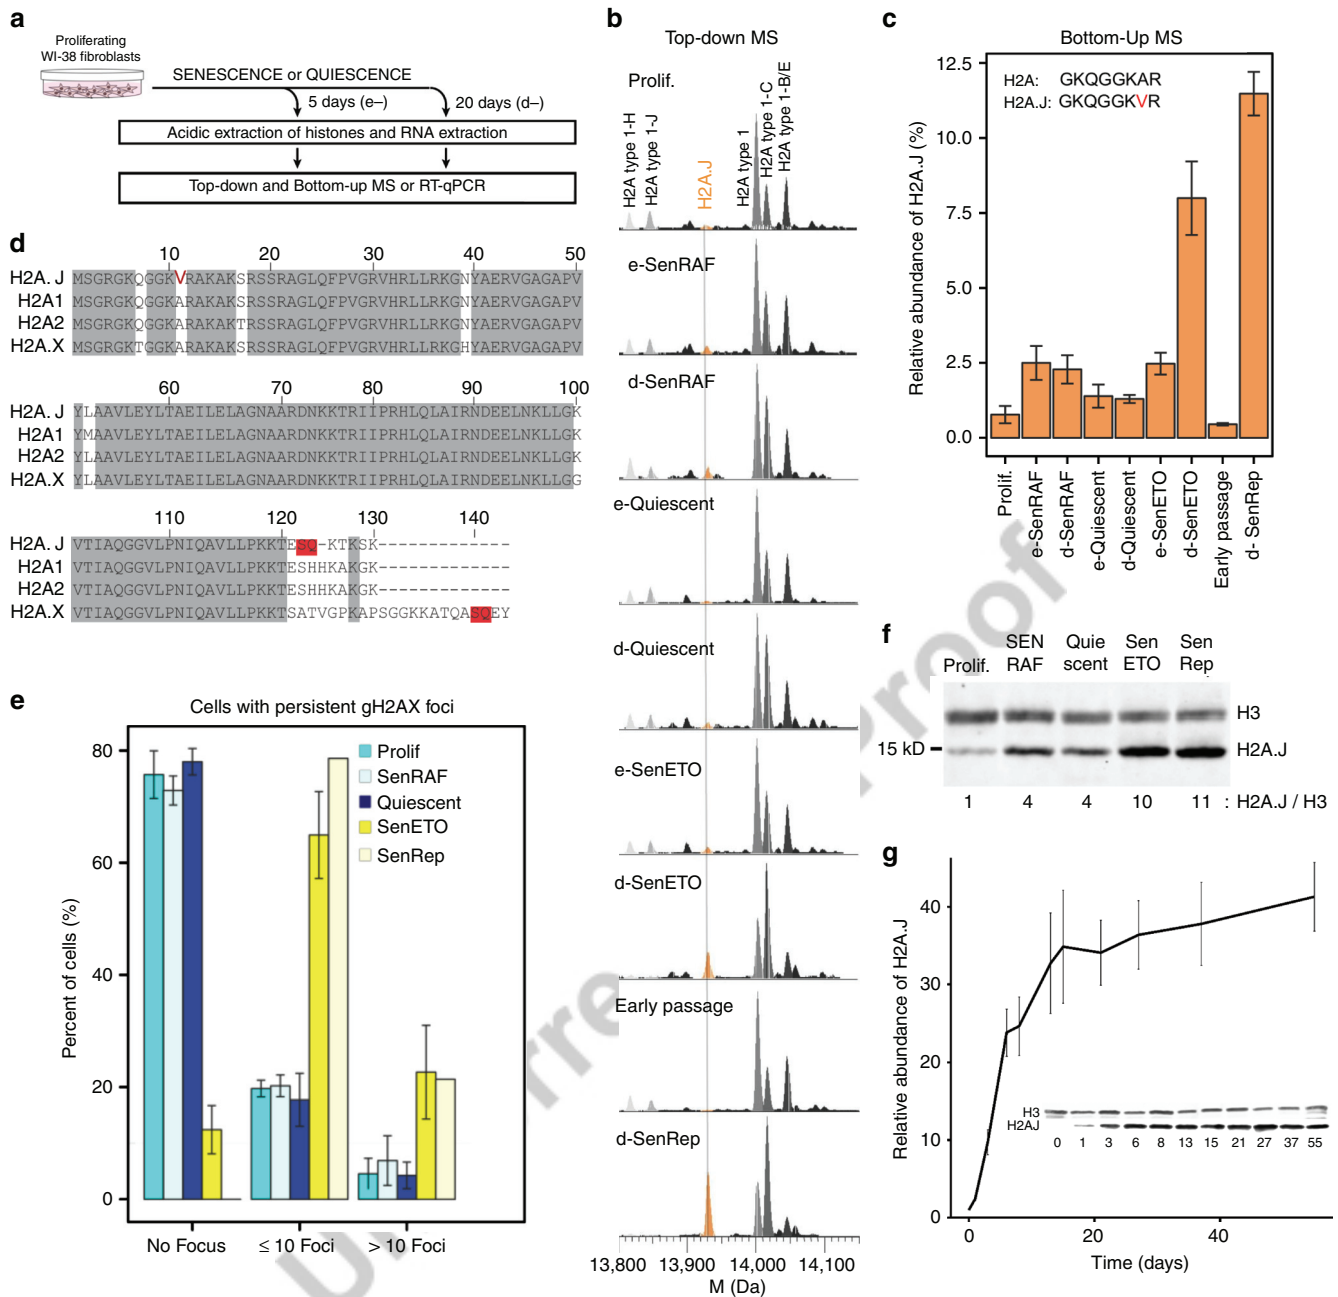 a
Proliferating
WI-38 fibroblasts
SENESCENCE or QUIESCENCE
5 days (e–)
20 days (d–)
Acidic extraction of histones and RNA extraction
Top-down and Bottom-up MS or RT-qPCR
b
Top-down MS
Prolif.
H2A type 1-H
H2A type 1-J
H2A.J
H2A type 1
H2A type 1-C
H2A type 1-B/E
e-SenRAF
d-SenRAF
e-Quiescent
d-Quiescent
e-SenETO
d-SenETO
Early passage
d-SenRep
13,800 13,900 14,000 14,100
M (Da)
c
Bottom-Up MS
H2A: GKQGGKAR
H2A.J: GKQGGKVR
Relative abundance of H2A.J (%)
12.5
10.0
7.5
5.0
2.5
0.0
Prolif.
e-SenRAF
d-SenRAF
e-Quiescent
d-Quiescent
e-SenETO
d-SenETO
Early passage
d- SenRep
d
10 20 30 40 50
H2A. J MSGRGKQGGKVRAKAKSRSSRAGLQFPVGRVHRLLRKGNYAERVGAGAPV
H2A1 MSGRGKQGGKARAKAKSRSSRAGLQFPVGRVHRLLRKGNYAERVGAGAPV
H2A2 MSGRGKQGGKARAKAKTRSSRAGLQFPVGRVHRLLRKGNYAERVGAGAPV
H2A.X MSGRGKTGGKARAKAKSRSSRAGLQFPVGRVHRLLRKGHYAERVGAGAPV
60 70 80 90 100
H2A. J YLAAVLEYLTAEILELAGNAARDNKKTRIIPRHLQLAIRNDEELNKLLGK
H2A1 YMAAVLEYLTAEILELAGNAARDNKKTRIIPRHLQLAIRNDEELNKLLGK
H2A2 YLAAVLEYLTAEILELAGNAARDNKKTRIIPRHLQLAIRNDEELNKLLGK
H2A.X YLAAVLEYLTAEILELAGNAARDNKKTRIIPRHLQLAIRNDEELNKLLGG
110 120 130 140
H2A. J VTIAQGGVLPNIQAVLLPKKTESQ-KTKSK-------------
H2A1 VTIAQGGVLPNIQAVLLPKKTESHHKAKGK-------------
H2A2 VTIAQGGVLPNIQAVLLPKKTESHHKAKGK-------------
H2A.X VTIAQGGVLPNIQAVLLPKKTSATVGPKAPSGGKKATQASQEY
e
Cells with persistent gH2AX foci
Percent of cells (%)
80
60
40
20
0
Prolif
SenRAF
Quiescent
SenETO
SenRep
No Focus
≤ 10 Foci
> 10 Foci
f
Prolif.
SEN RAF
Quie scent
Sen ETO
Sen Rep
H3
15 kD
H2A.J
1 4 4 10 11 : H2A.J / H3
g
Relative abundance of H2A.J
40
30
20
10
0
H3
H2AJ
0 1 3 6 8 13 15 21 27 37 55
0 20 40
Time (days)